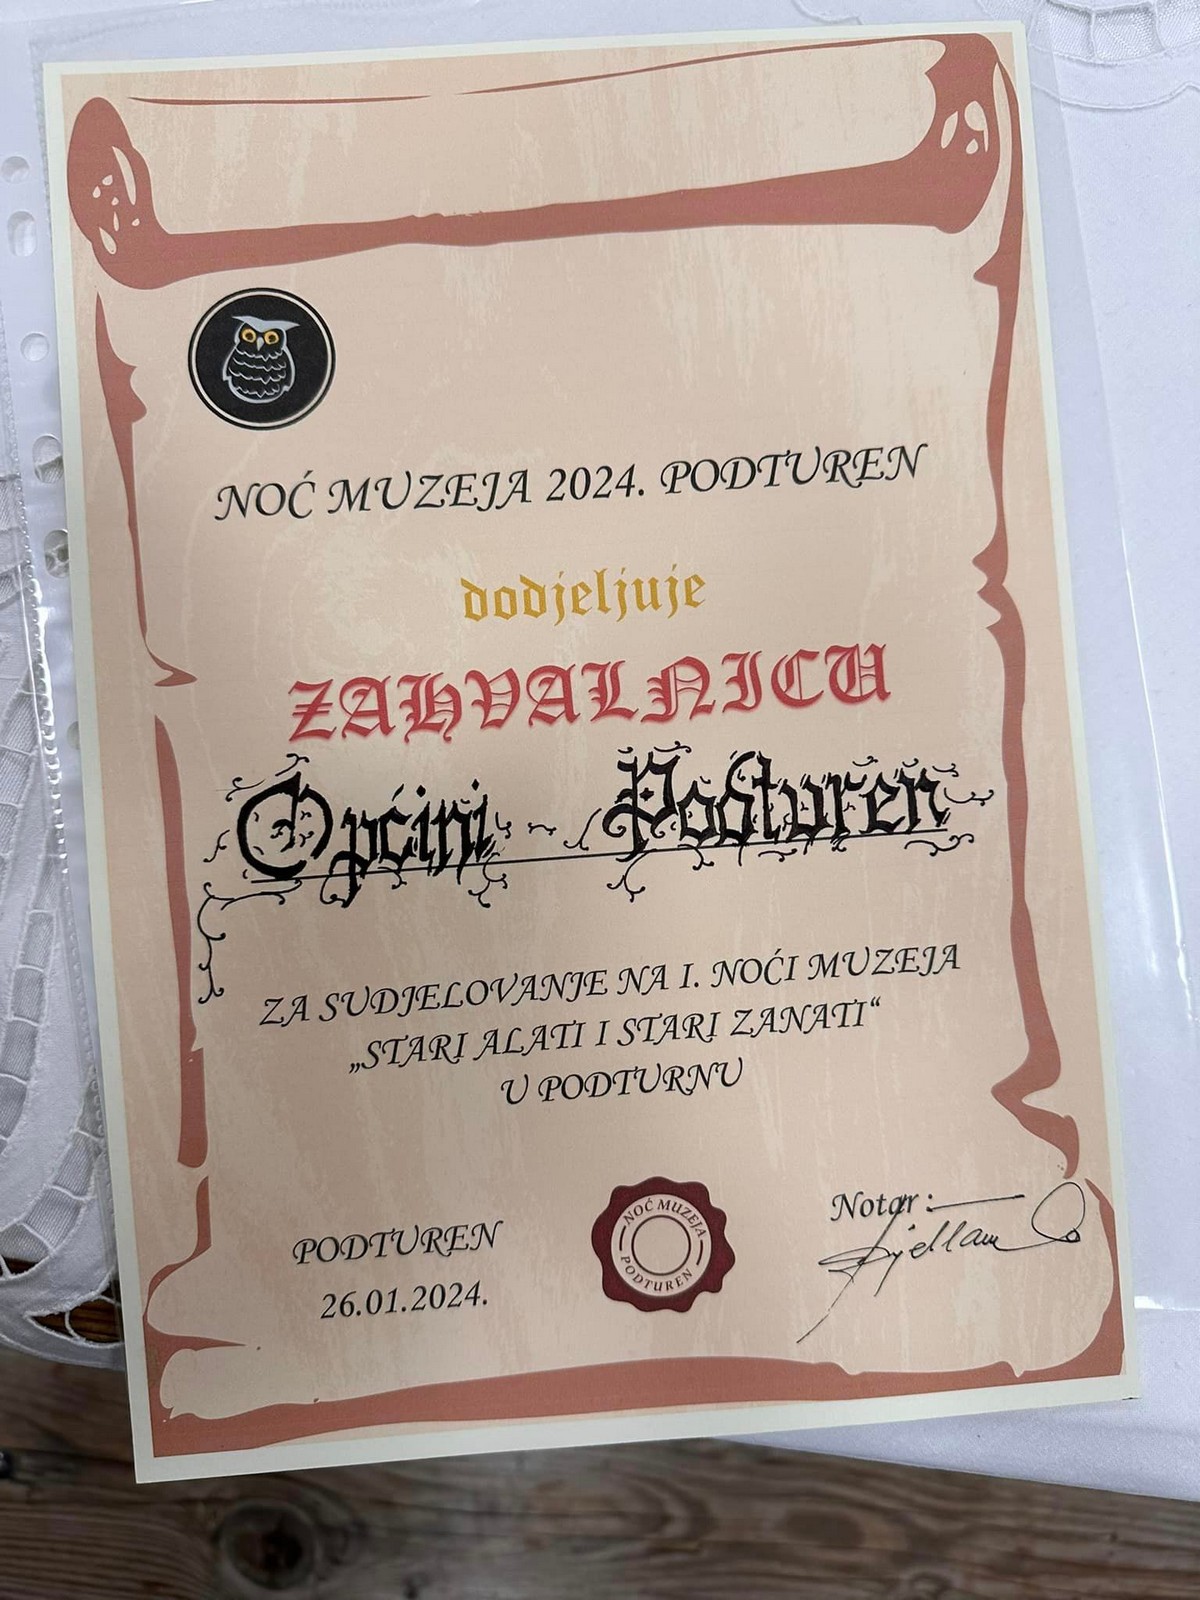 NOĆ MUZEJA 2024. PODTUREN
dodjeljuje
ZAHVALNICU
Općini Podturen
ZA SUDJELOVANJE NA I. NOĆI MUZEJA
„STARI ALATI I STARI ZANATI“
U PODTURNU
PODTUREN
26.01.2024.
NOĆ MUZEJA
PODTUREN
Notar: